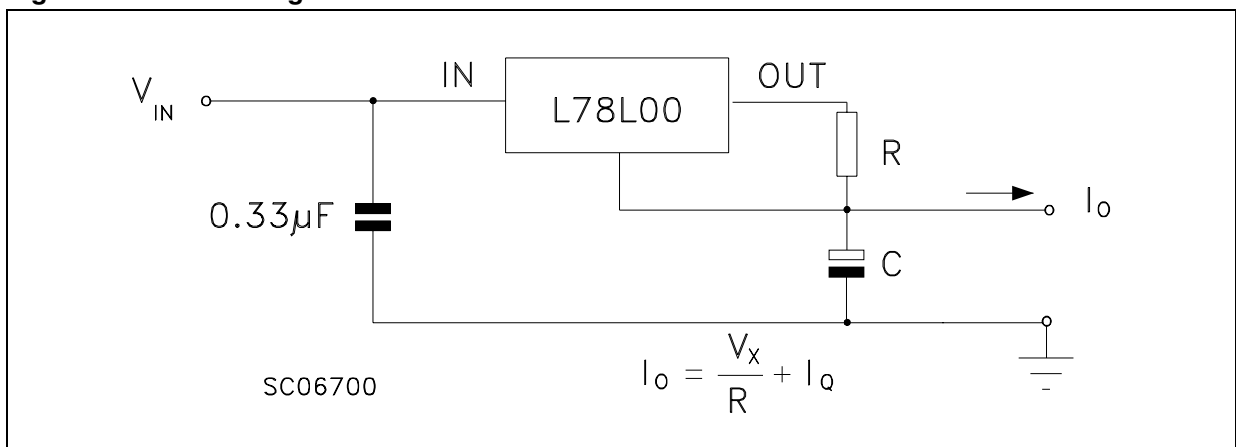 V_IN
IN
L78L00
OUT
R
0.33µF
I_O
C
I_O = V_X/R + I_Q
SC06700